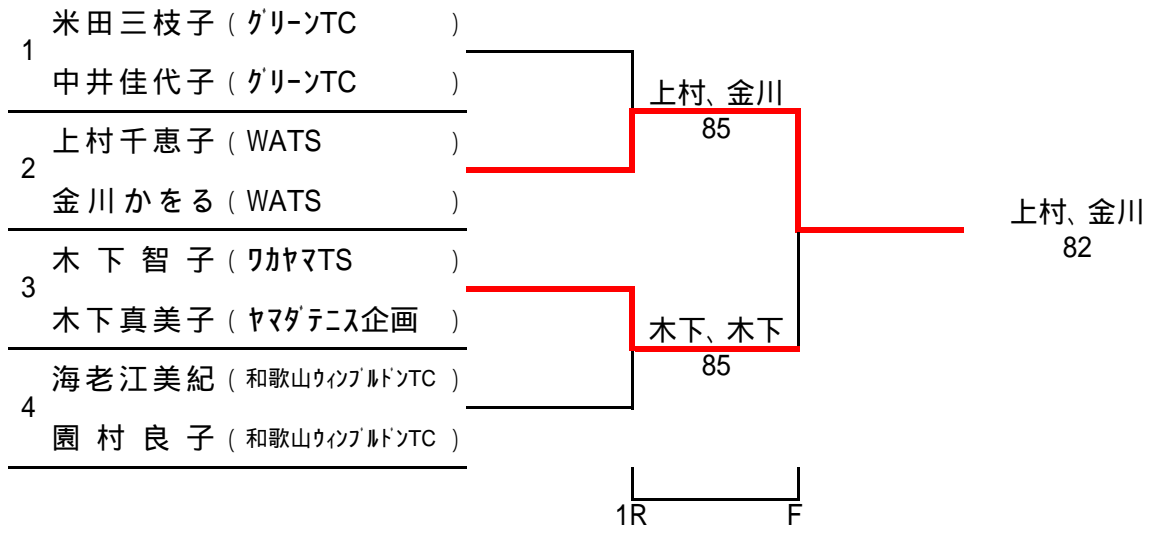 1
米田三枝子 ( ｸﾞﾘｰﾝTC )
中井佳代子 ( ｸﾞﾘｰﾝTC )
2
上村千恵子 ( WATS )
金川かをる ( WATS )
3
木下智子 ( ﾜｶﾔﾏTS )
木下真美子 ( ﾔﾏﾀﾞﾃﾆｽ企画 )
4
海老江美紀 ( 和歌山ｳｨﾝﾌﾞﾙﾄﾞﾝTC )
園村良子 ( 和歌山ｳｨﾝﾌﾞﾙﾄﾞﾝTC )
上村、金川
85
木下、木下
85
上村、金川
82
1R F